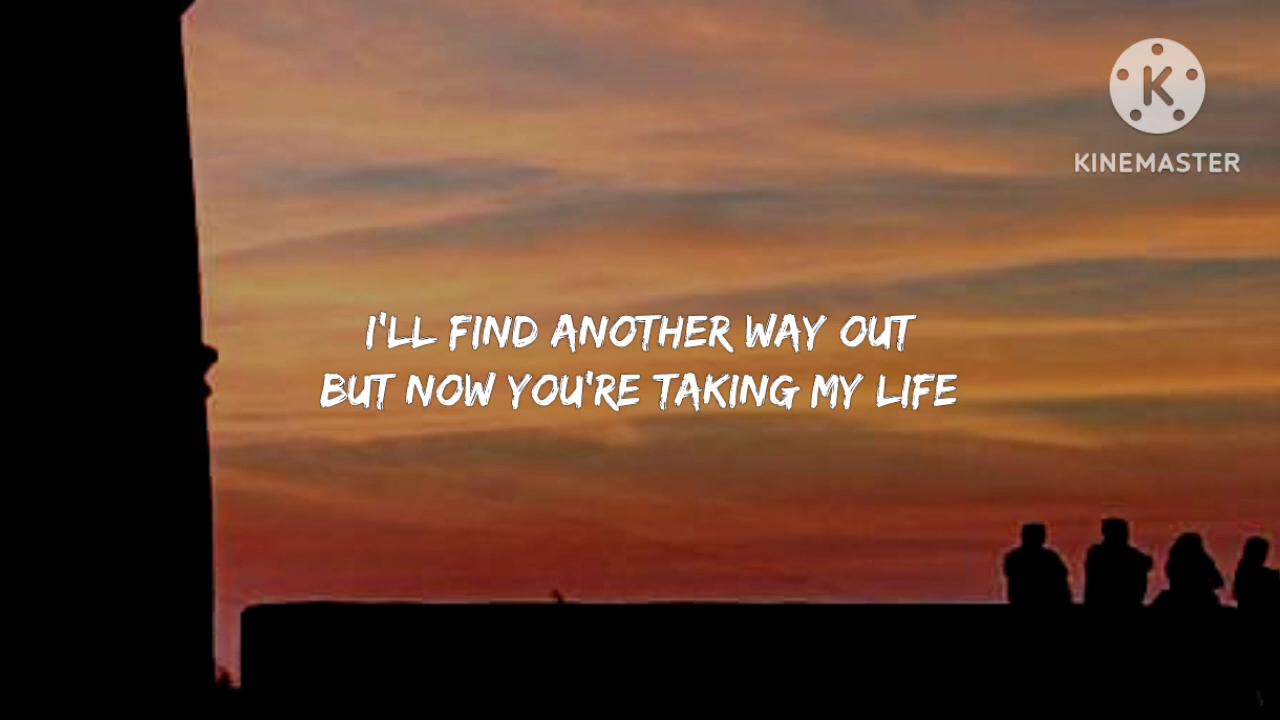 K
KINEMASTER
I'LL FIND ANOTHER WAY OUT
BUT NOW YOU'RE TAKING MY LIFE